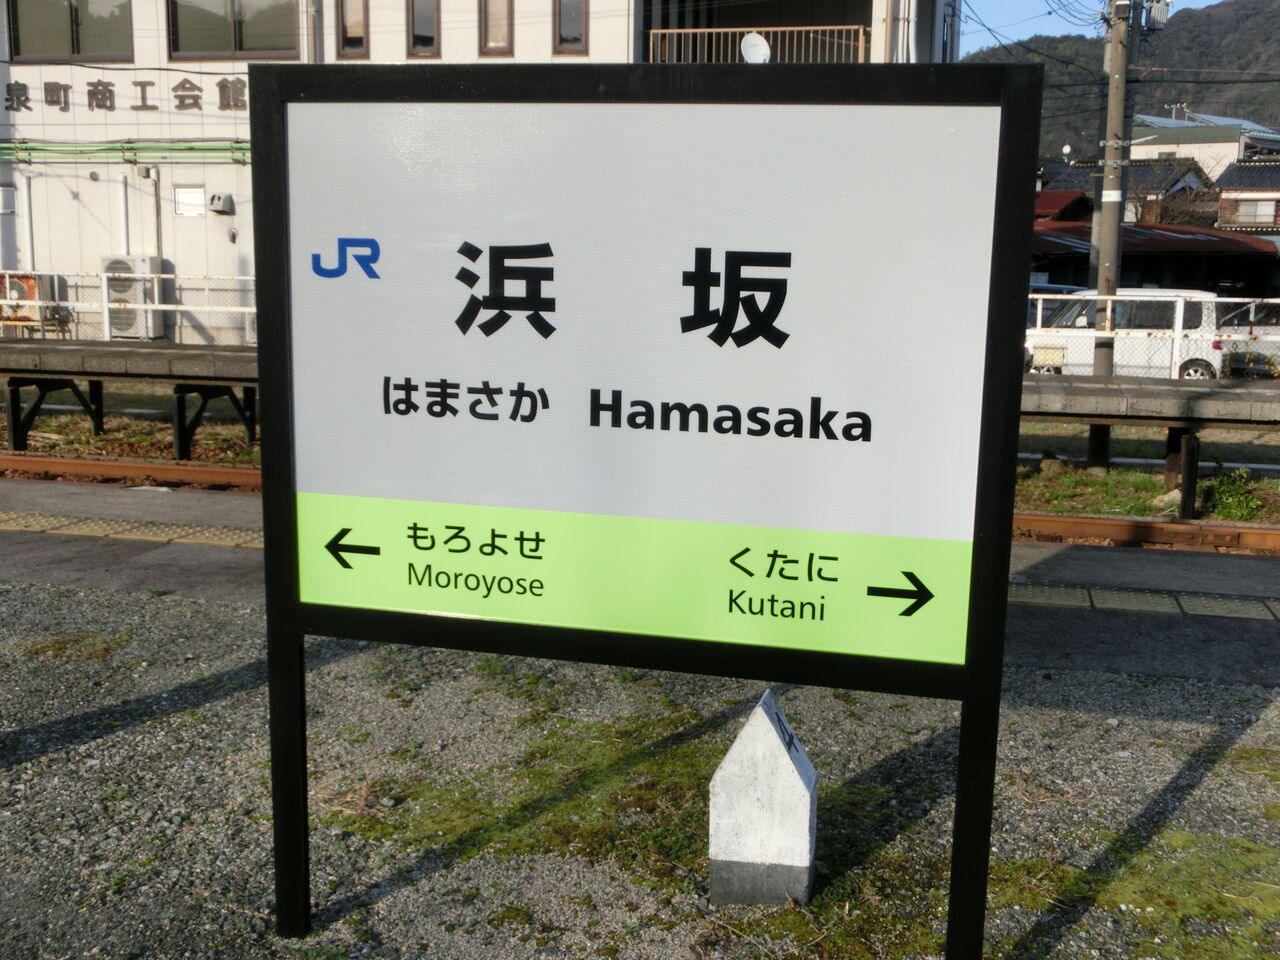 泉町商工会館
JR
浜坂
はまさか Hamasaka
もろよせ
Moroyose
くたに
Kutani
4